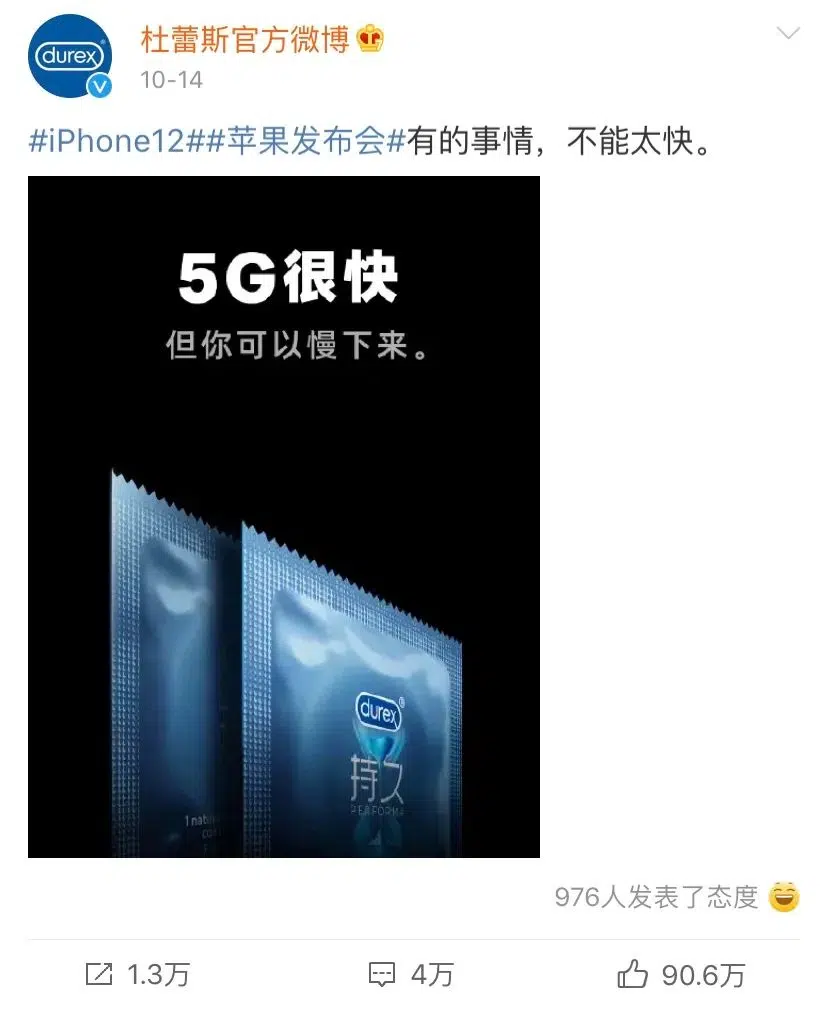 durex
杜蕾斯官方微博
10-14
#iPhone12##苹果发布会#有的事情，不能太快。
5G很快
但你可以慢下来。
durex®
持久
PERFORMA
1 natu
con
976人发表了态度
1.3万
4万
90.6万